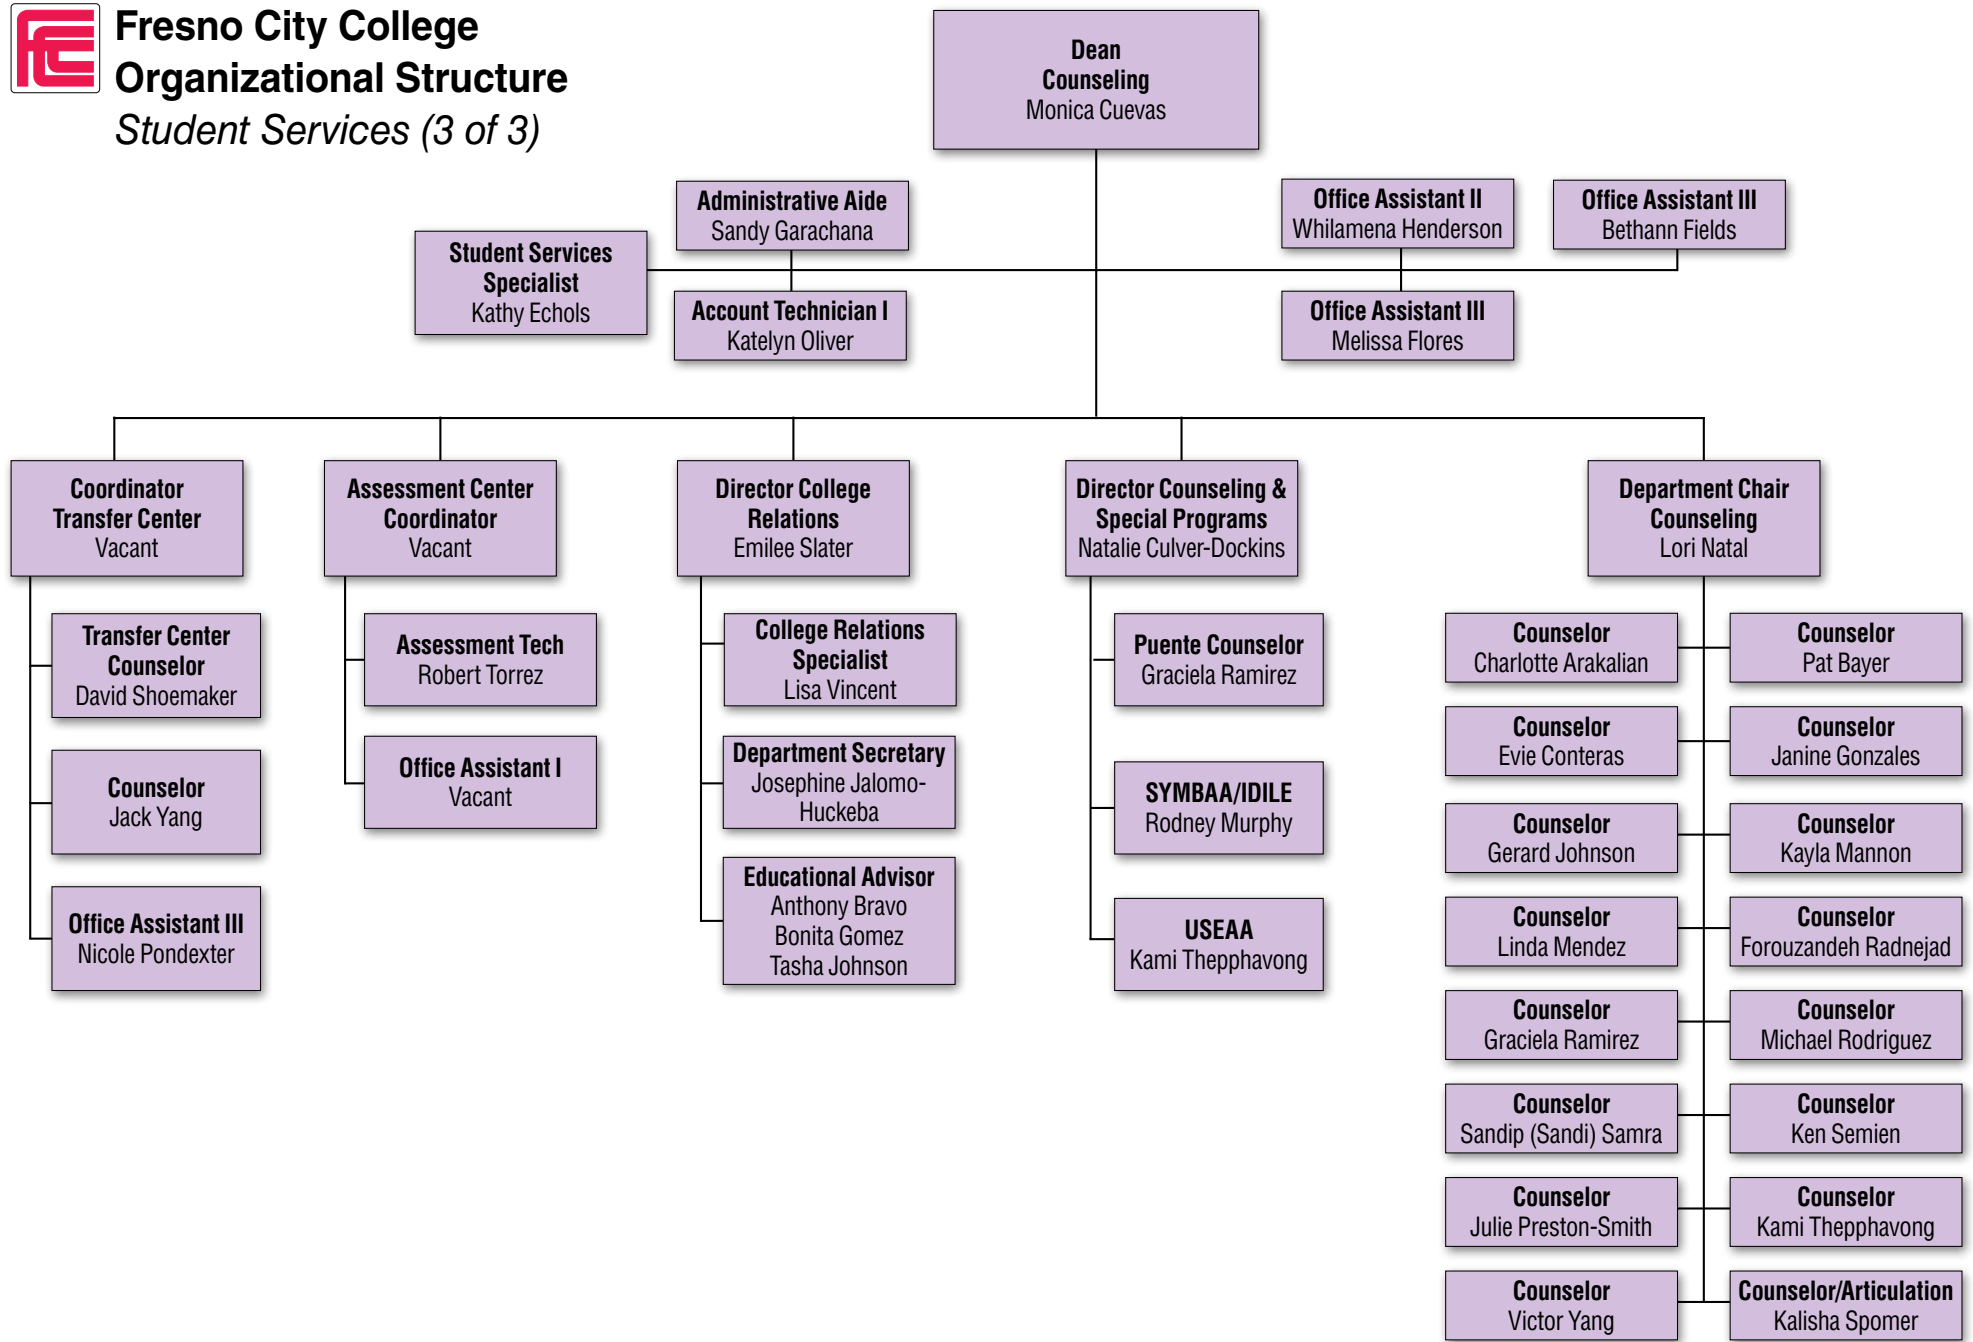 Fresno City College
Organizational Structure
Student Services (3 of 3)
Dean
Counseling
Monica Cuevas
Administrative Aide
Sandy Garachana
Office Assistant II
Whilamena Henderson
Office Assistant III
Bethann Fields
Student Services
Specialist
Kathy Echols
Account Technician I
Katelyn Oliver
Office Assistant III
Melissa Flores
Coordinator
Transfer Center
Vacant
Transfer Center
Counselor
David Shoemaker
Counselor
Jack Yang
Office Assistant III
Nicole Pondexter
Assessment Center
Coordinator
Vacant
Assessment Tech
Robert Torrez
Office Assistant I
Vacant
Director College
Relations
Emilee Slater
College Relations
Specialist
Lisa Vincent
Department Secretary
Josephine Jalomo-
Huckeba
Educational Advisor
Anthony Bravo
Bonita Gomez
Tasha Johnson
Director Counseling &
Special Programs
Natalie Culver-Dockins
Puente Counselor
Graciela Ramirez
SYMBAA/IDILE
Rodney Murphy
USEAA
Kami Thepphavong
Department Chair
Counseling
Lori Natal
Counselor
Charlotte Arakalian
Counselor
Pat Bayer
Counselor
Evie Conteras
Counselor
Janine Gonzales
Counselor
Gerard Johnson
Counselor
Kayla Mannon
Counselor
Linda Mendez
Counselor
Forouzandeh Radnejad
Counselor
Graciela Ramirez
Counselor
Michael Rodriguez
Counselor
Sandip (Sandi) Samra
Counselor
Ken Semien
Counselor
Julie Preston-Smith
Counselor
Kami Thepphavong
Counselor
Victor Yang
Counselor/Articulation
Kalisha Spomer